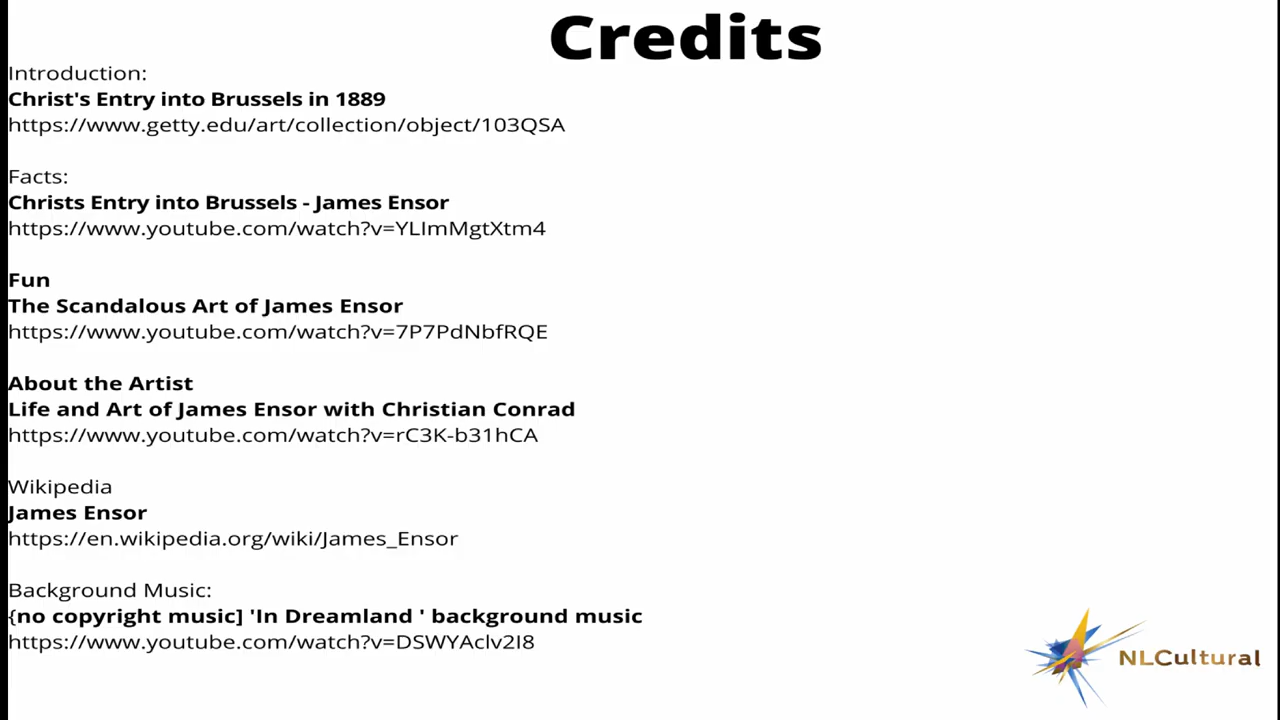 Credits
Introduction:
Christ's Entry into Brussels in 1889
https://www.getty.edu/art/collection/object/103QSA
Facts:
Christs Entry into Brussels - James Ensor
https://www.youtube.com/watch?v=YLImMgtXtm4
Fun
The Scandalous Art of James Ensor
https://www.youtube.com/watch?v=7P7PdNbfRQE
About the Artist
Life and Art of James Ensor with Christian Conrad
https://www.youtube.com/watch?v=rC3K-b31hCA
Wikipedia
James Ensor
https://en.wikipedia.org/wiki/James_Ensor
Background Music:
{no copyright music] 'In Dreamland ' background music
https://www.youtube.com/watch?v=DSWYAclv2I8
NLCultural